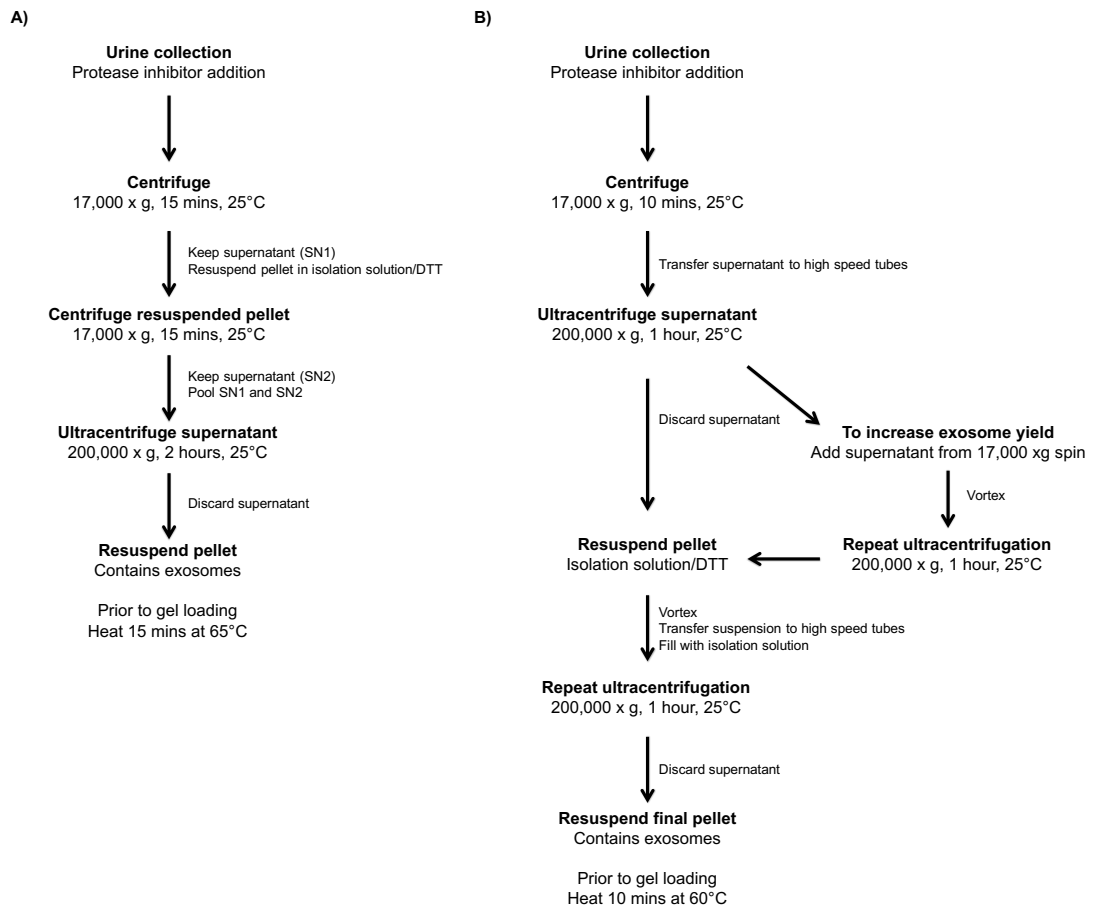 A)
Urine collection
Protease inhibitor addition
Centrifuge
17,000 x g, 15 mins, 25°C
Keep supernatant (SN1)
Resuspend pellet in isolation solution/DTT
Centrifuge resuspended pellet
17,000 x g, 15 mins, 25°C
Keep supernatant (SN2)
Pool SN1 and SN2
Ultracentrifuge supernatant
200,000 x g, 2 hours, 25°C
Discard supernatant
Resuspend pellet
Contains exosomes
Prior to gel loading
Heat 15 mins at 65°C
B)
Urine collection
Protease inhibitor addition
Centrifuge
17,000 x g, 10 mins, 25°C
Transfer supernatant to high speed tubes
Ultracentrifuge supernatant
200,000 x g, 1 hour, 25°C
Discard supernatant
To increase exosome yield
Add supernatant from 17,000 xg spin
Vortex
Repeat ultracentrifugation
200,000 x g, 1 hour, 25°C
Resuspend pellet
Isolation solution/DTT
Vortex
Transfer suspension to high speed tubes
Fill with isolation solution
Repeat ultracentrifugation
200,000 x g, 1 hour, 25°C
Discard supernatant
Resuspend final pellet
Contains exosomes
Prior to gel loading
Heat 10 mins at 60°C